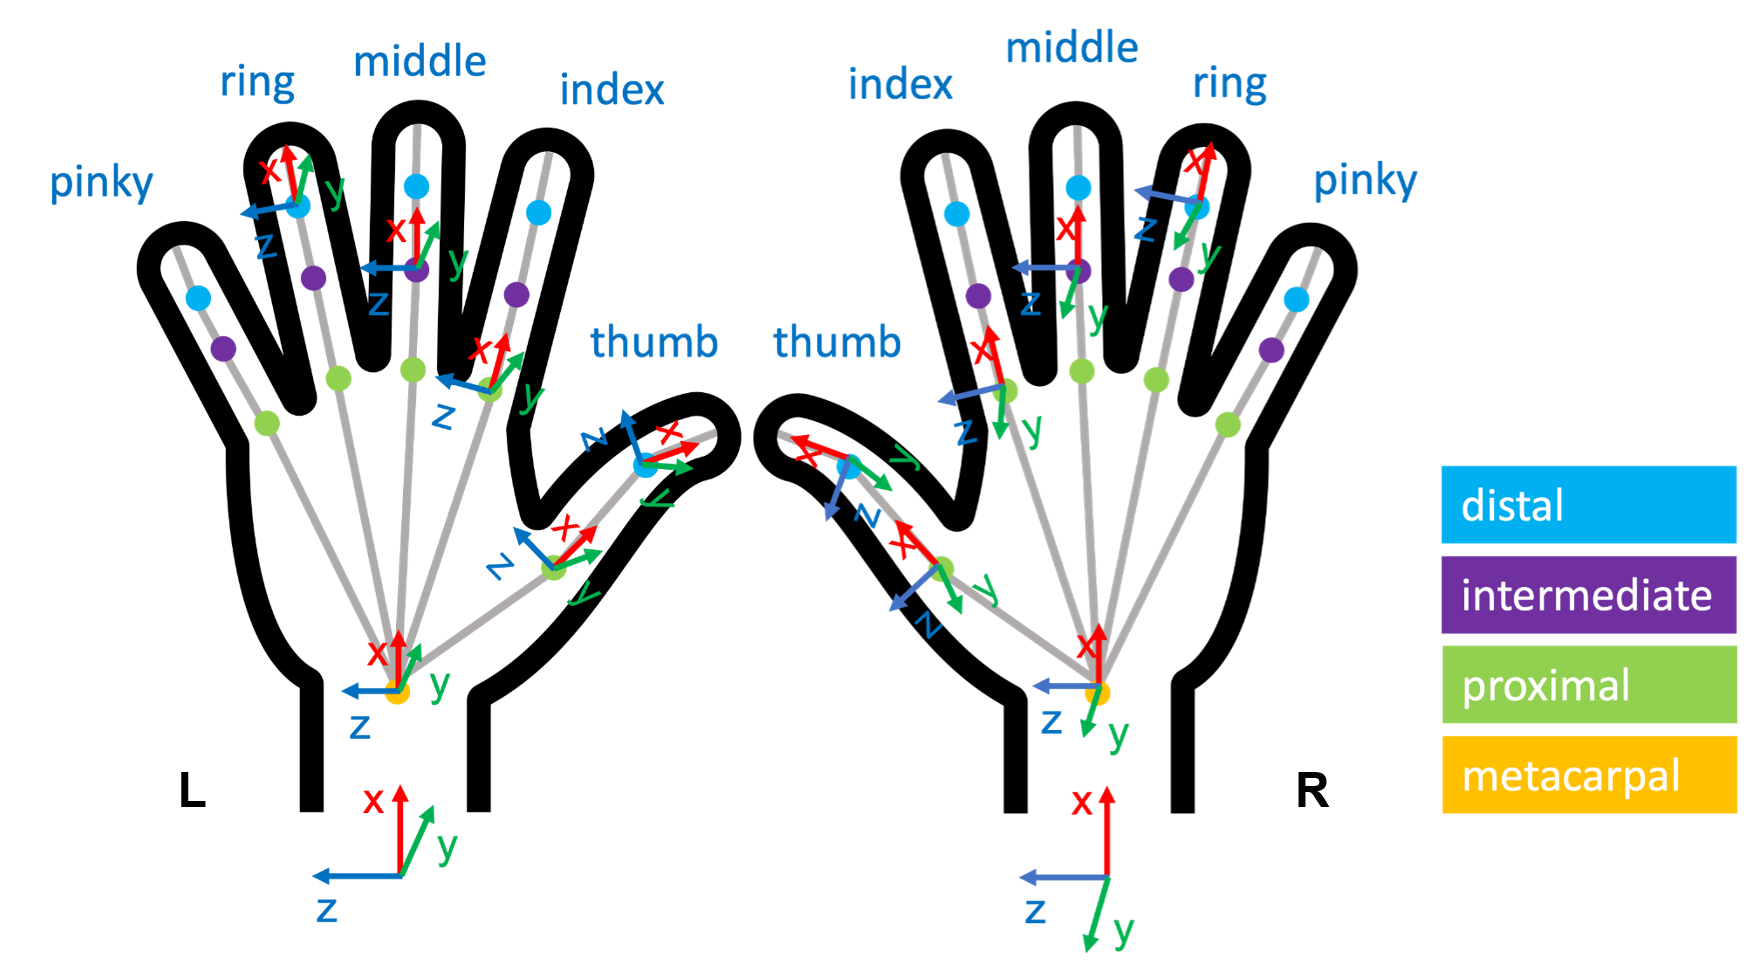 middle
ring
index
pinky
thumb
x
y
z
x
y
z
x
y
z
x
y
z
x
y
z
x
y
z
x
y
z
L
middle
index
ring
pinky
thumb
x
y
z
x
y
z
x
y
z
x
y
z
x
y
z
x
y
z
x
y
z
R
distal
intermediate
proximal
metacarpal